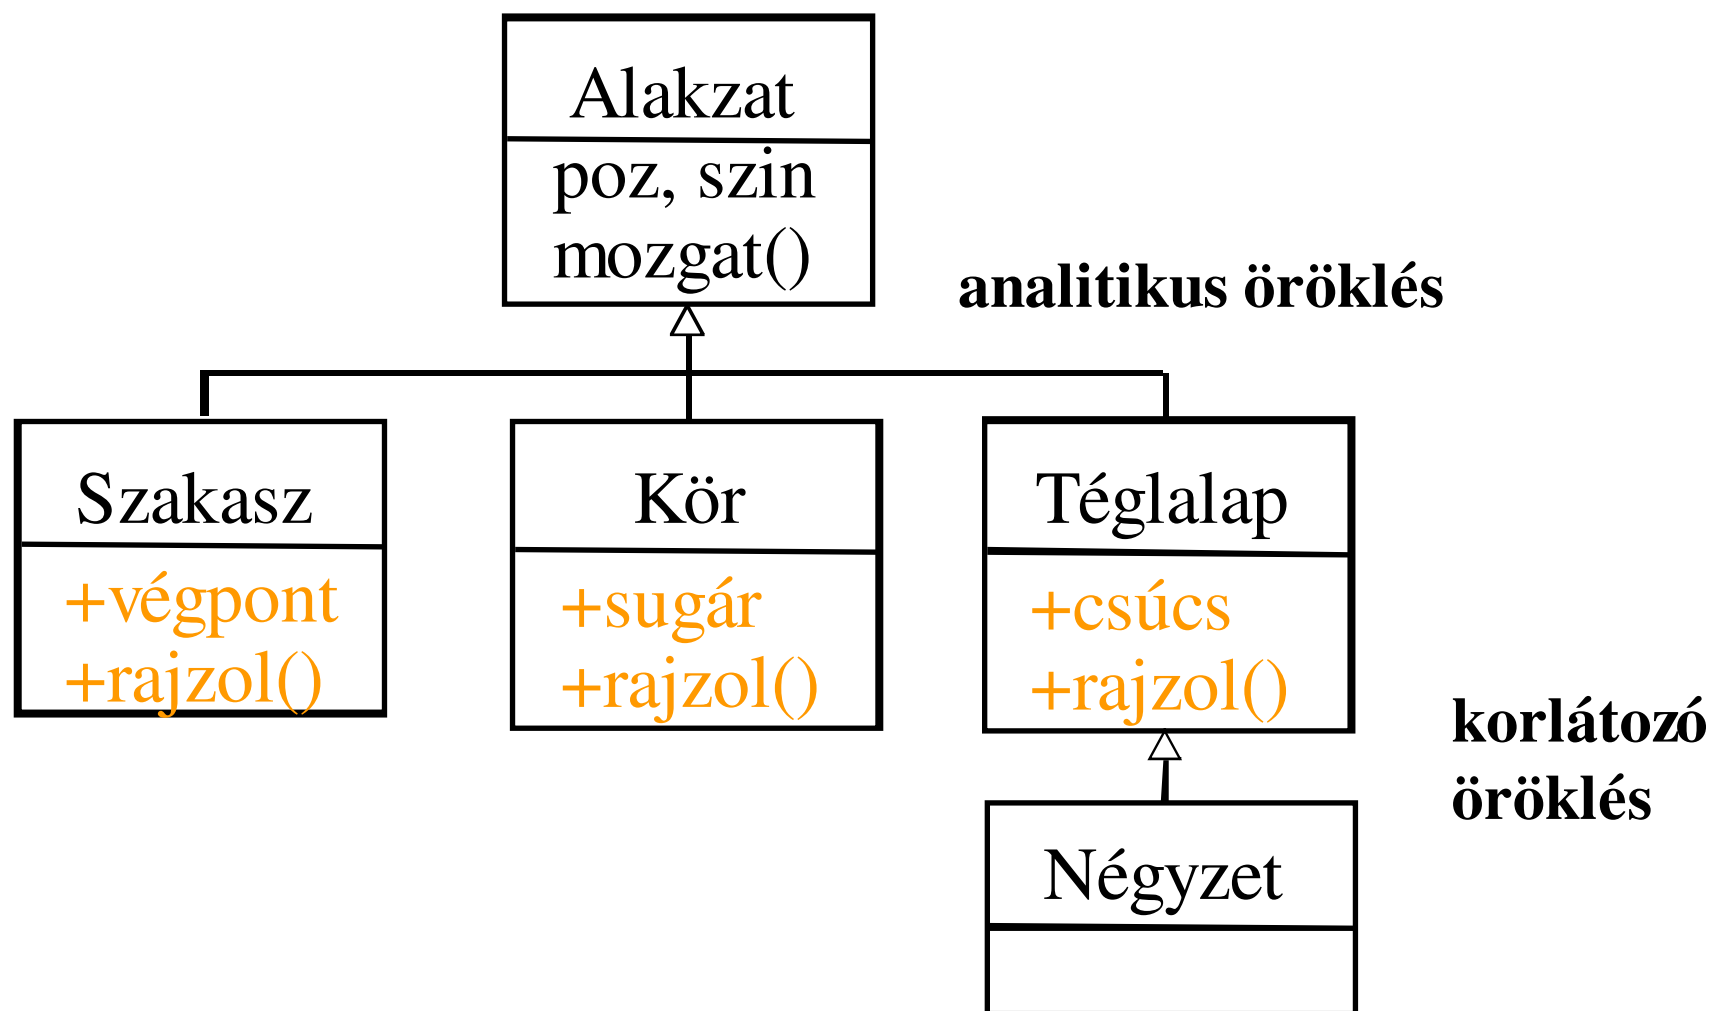 Alakzat
poz, szin
mozgat()
analitikus öröklés
Szakasz
+végpont
+rajzol()
Kör
+sugár
+rajzol()
Téglalap
+csúcs
+rajzol()
korlátozó
öröklés
Négyzet